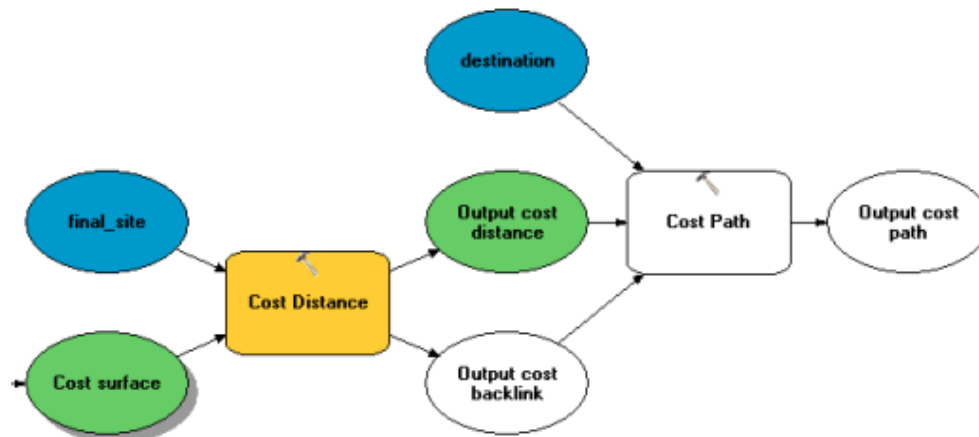 destination
final_site
Output cost
distance
Cost Path
Output cost
path
Cost Distance
Cost surface
Output cost
backlink